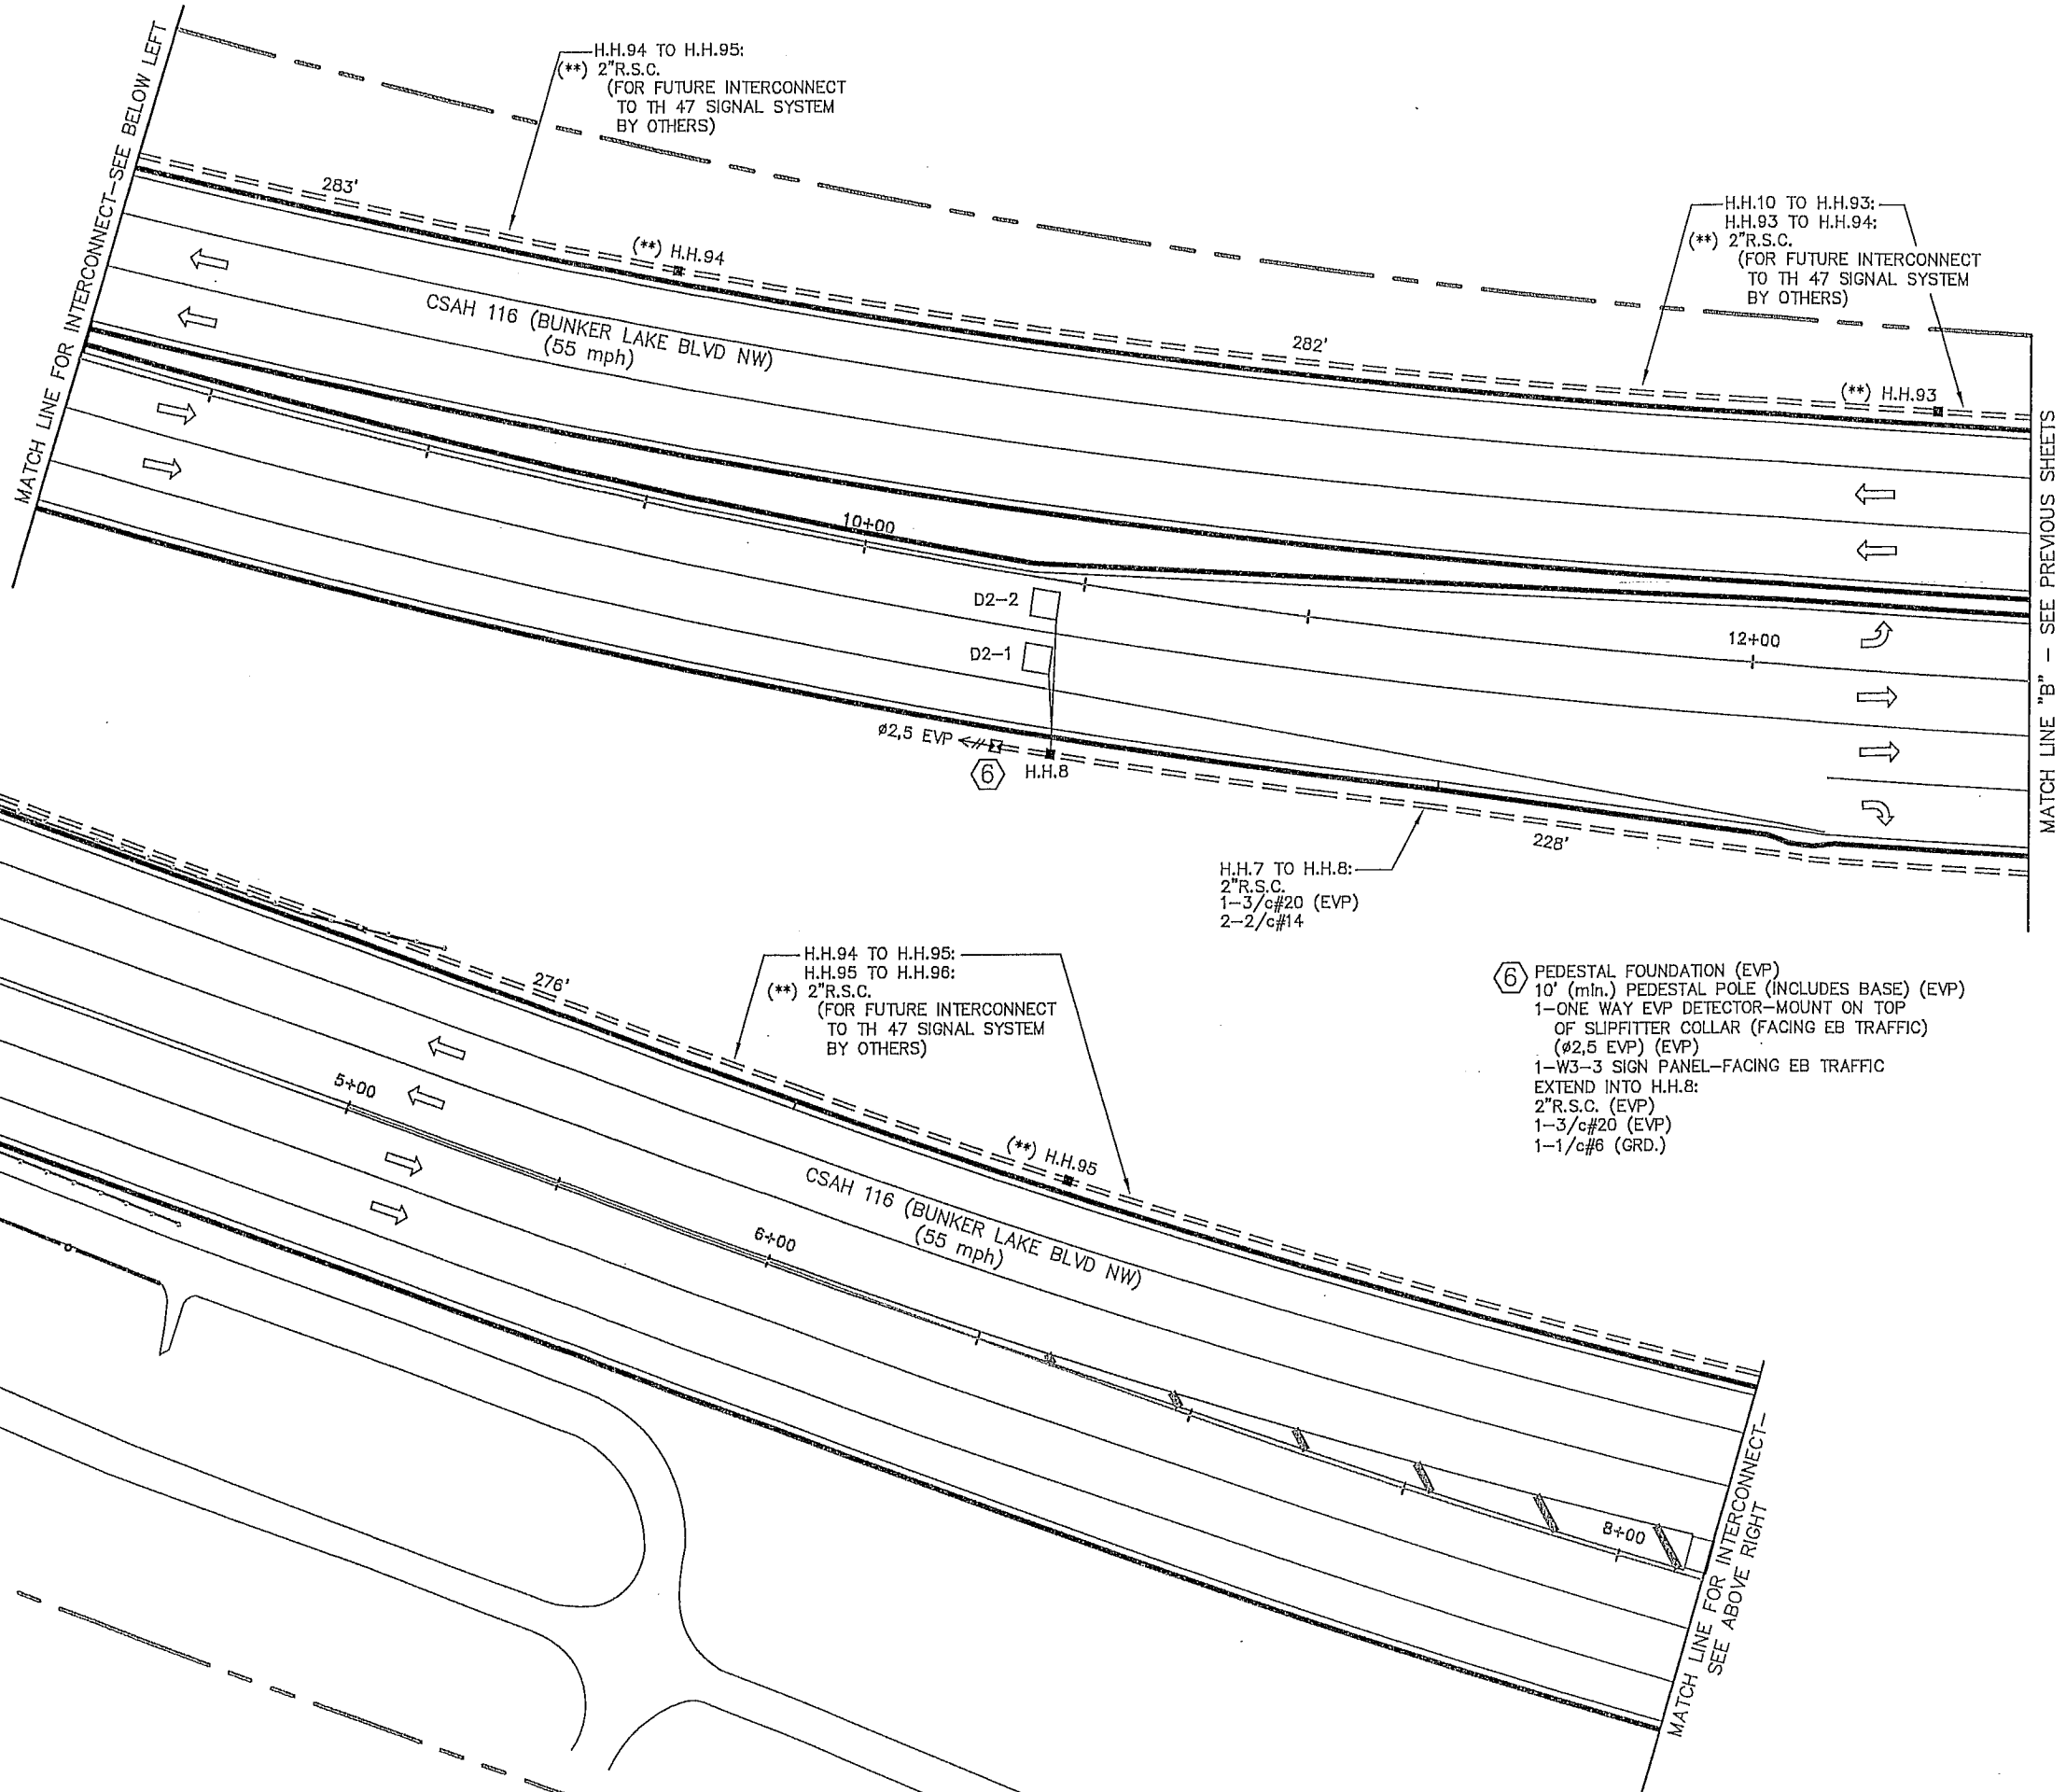 MATCH LINE FOR INTERCONNECT-SEE BELOW LEFT
H.H.94 TO H.H.95:
(**) 2"R.S.C.
(FOR FUTURE INTERCONNECT
TO TH 47 SIGNAL SYSTEM
BY OTHERS)
283'
(**) H.H.94
CSAH 116 (BUNKER LAKE BLVD NW)
(55 mph)
H.H.10 TO H.H.93:
H.H.93 TO H.H.94:
(**) 2"R.S.C.
(FOR FUTURE INTERCONNECT
TO TH 47 SIGNAL SYSTEM
BY OTHERS)
282'
(**) H.H.93
MATCH LINE "B" - SEE PREVIOUS SHEETS
10+00
D2-2
D2-1
12+00
ø2,5 EVP
6
H.H.8
228'
H.H.7 TO H.H.8:
2"R.S.C.
1-3/c#20 (EVP)
2-2/c#14
H.H.94 TO H.H.95:
H.H.95 TO H.H.96:
(**) 2"R.S.C.
(FOR FUTURE INTERCONNECT
TO TH 47 SIGNAL SYSTEM
BY OTHERS)
276'
6 PEDESTAL FOUNDATION (EVP)
10' (min.) PEDESTAL POLE (INCLUDES BASE) (EVP)
1-ONE WAY EVP DETECTOR-MOUNT ON TOP
OF SLIPFITTER COLLAR (FACING EB TRAFFIC)
(ø2,5 EVP) (EVP)
1-W3-3 SIGN PANEL-FACING EB TRAFFIC
EXTEND INTO H.H.8:
2"R.S.C. (EVP)
1-3/c#20 (EVP)
1-1/c#6 (GRD.)
5+00
(**) H.H.95
CSAH 116 (BUNKER LAKE BLVD NW)
(55 mph)
6+00
8+00
MATCH LINE FOR INTERCONNECT-
SEE ABOVE RIGHT